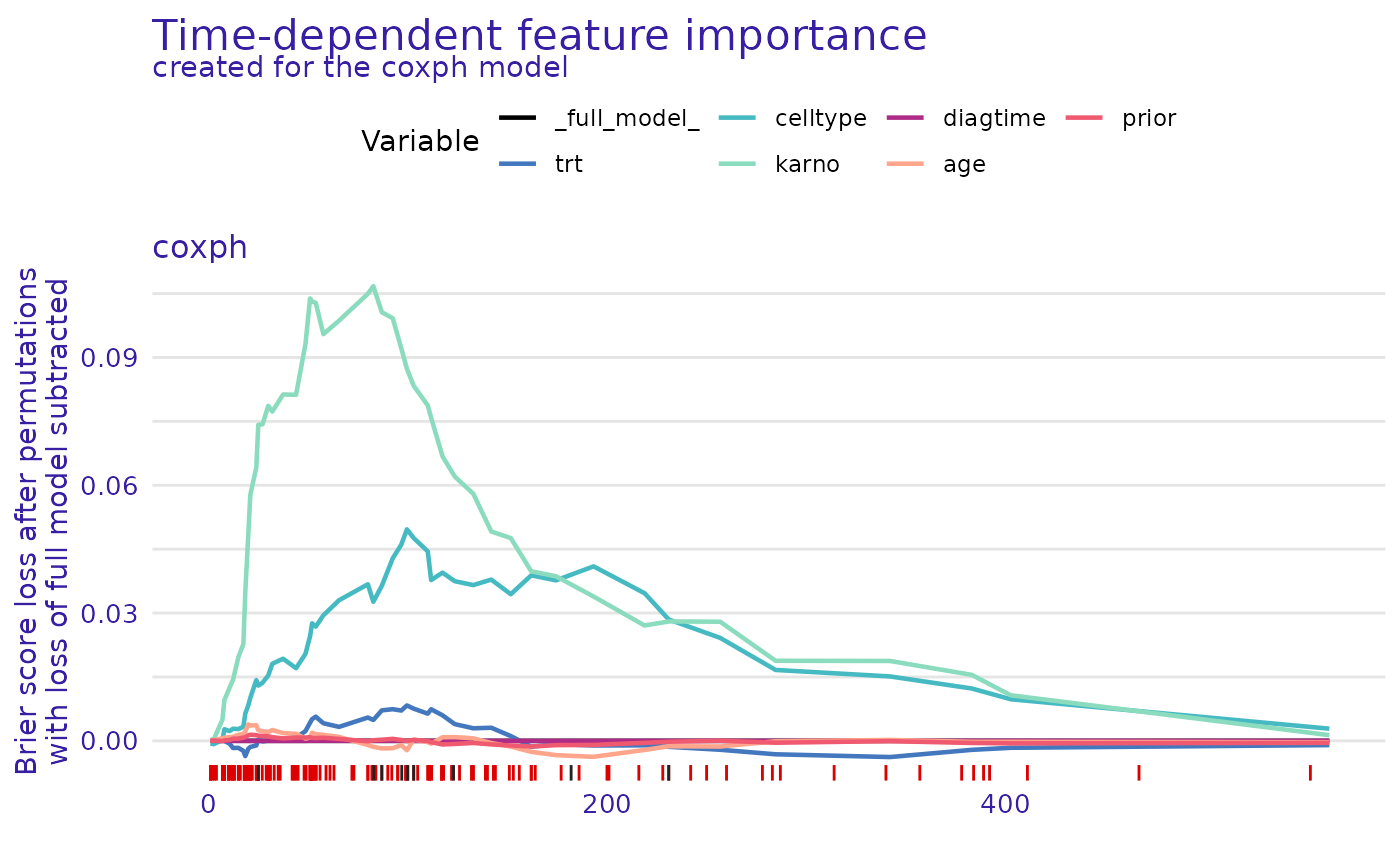 Time-dependent feature importance
created for the coxph model
Variable
_full_model_ celltype diagtime prior
trt karno age
coxph
Brier score loss after permutations
with loss of full model subtracted
0.09
0.06
0.03
0.00
0 200 400